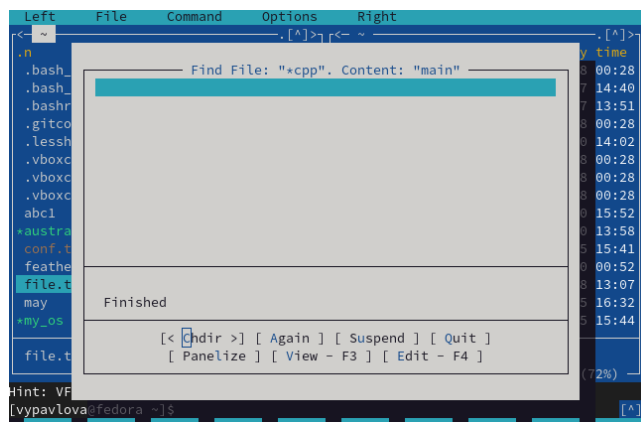 Left File Command Options Right
<- ~ .[^]> <- ~ .[^]>
.n y time
.bash_ 8 00:28
.bash_ 7 14:40
.bashr 7 13:51
.gitco 8 00:28
.lessh 0 14:02
.vboxc 8 00:28
.vboxc 8 00:28
.vboxc 8 00:28
abc1 0 15:52
*austra 0 13:58
conf.t 5 15:41
feathe 0 00:52
file.t 8 13:07
may 5 16:32
*my_os 5 15:44
file.t
(72%)
Find File: "*cpp". Content: "main"
Finished
[< Chdir >] [ Again ] [ Suspend ] [ Quit ]
[ Panelize ] [ View - F3 ] [ Edit - F4 ]
Hint: VF
[vypavlova@fedora ~]$ [^]